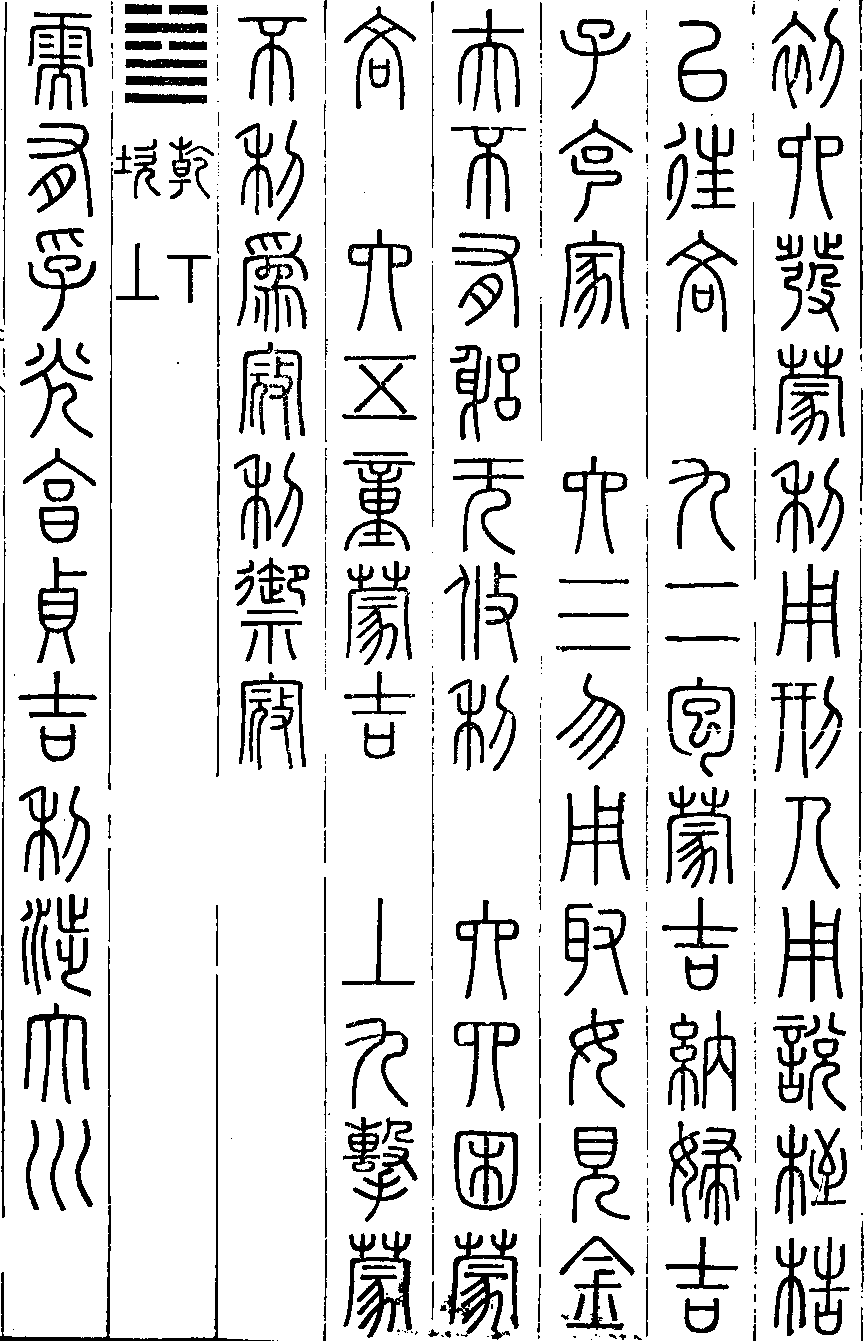 初六發蒙利用刑人用說桎梏
以往吝　九二包蒙吉納婦吉
子克家　六三勿用取女見金
夫不有躳无攸利　六四困蒙
吝　六五童蒙吉　上九擊蒙
不利爲寇利禦寇
䷄ 乾下
坎上
需有孚光亨貞吉利涉大川